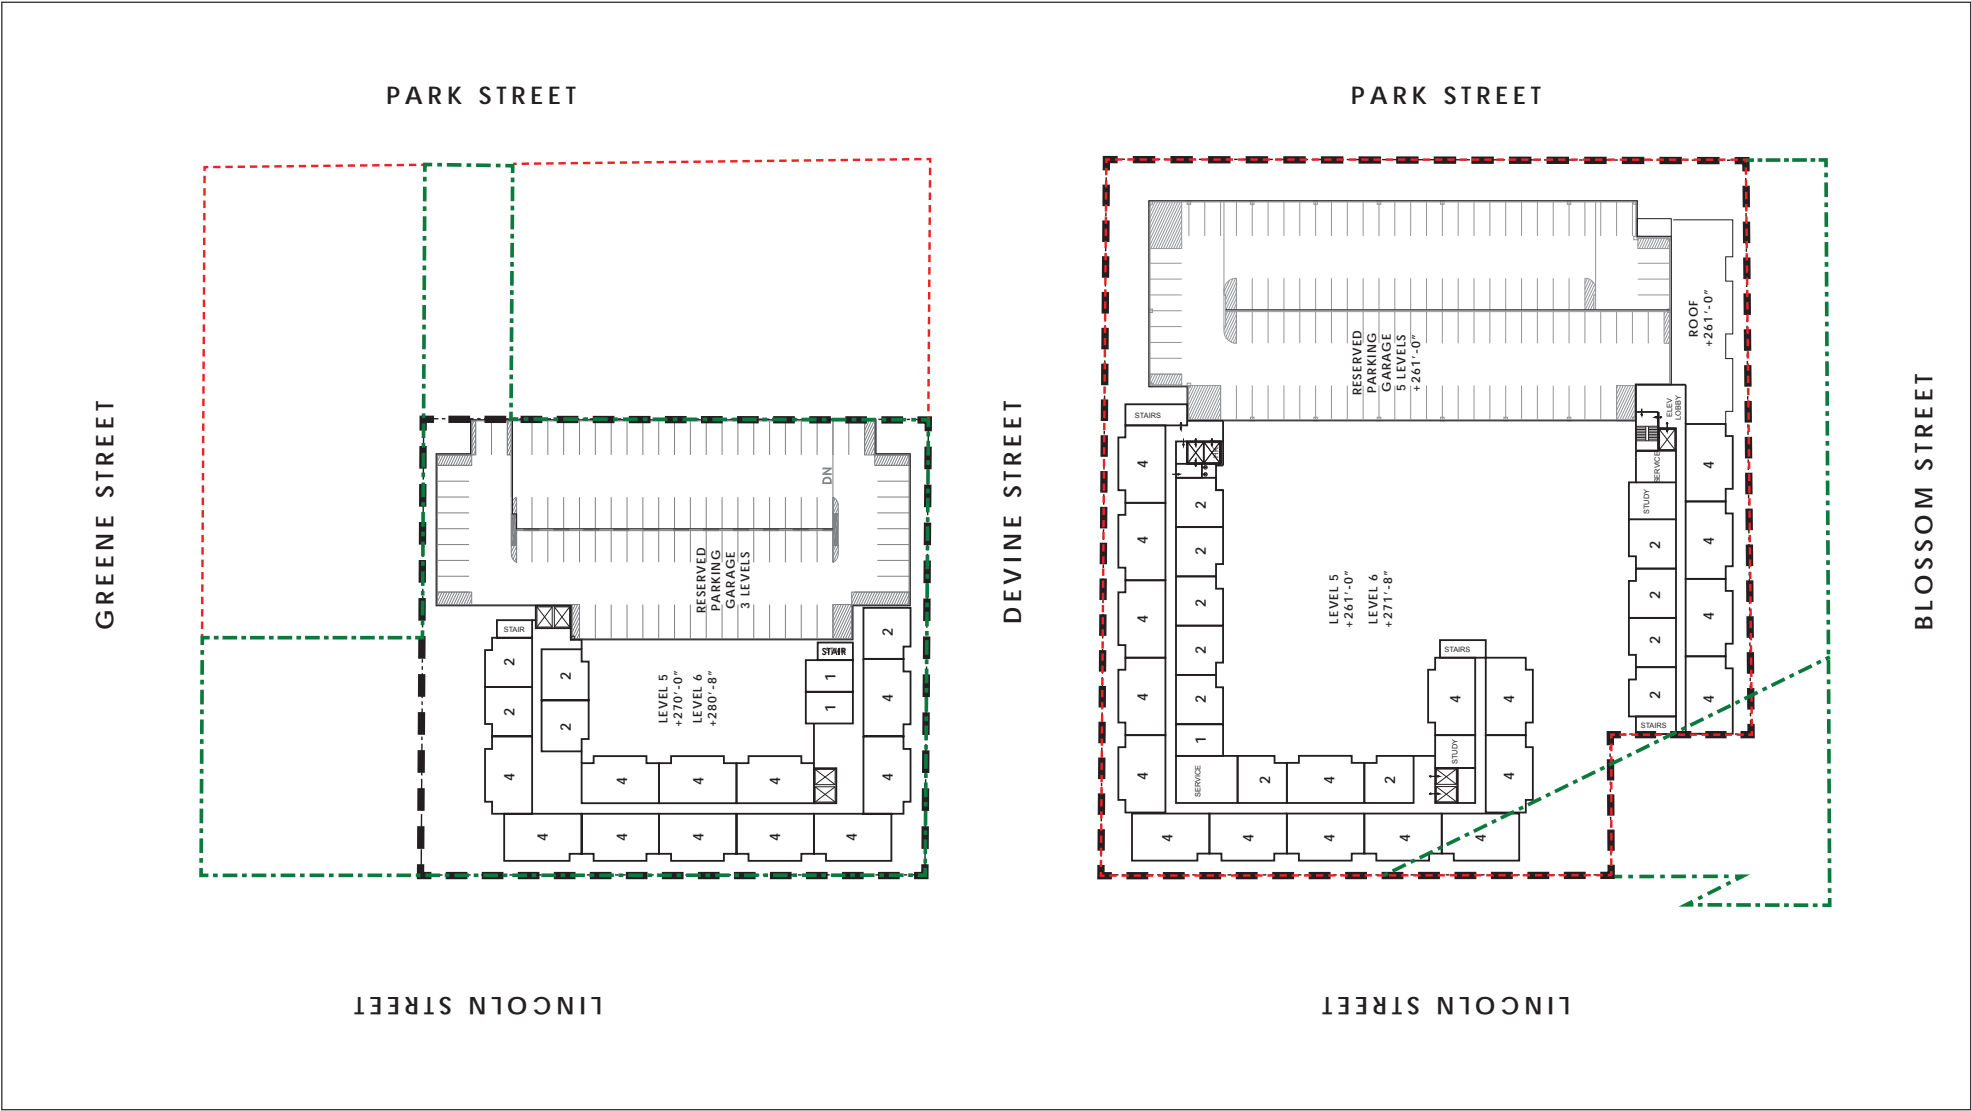 PARK STREET
PARK STREET
GREENE STREET
DEVINE STREET
BLOSSOM STREET
LINCOLN STREET
LINCOLN STREET
DN
RESERVED
PARKING
GARAGE
3 LEVELS
STAIR
2
2
4
2
2
LEVEL 5
+270'-0"
LEVEL 6
+280'-8"
STAIR
1
1
2
4
4
4
4
4
4
4
4
4
4
RESERVED
PARKING
GARAGE
5 LEVELS
+261'-0"
ROOF
+261'-0"
STAIRS
4
4
4
4
4
2
2
2
2
2
1
SERVICE
2
4
2
4
4
4
4
4
LEVEL 5
+261'-0"
LEVEL 6
+271'-8"
STAIRS
4
4
STUDY
4
ELEV
LOBBY
SERVICE
STUDY
2
2
2
2
STAIRS
4
4
4
4